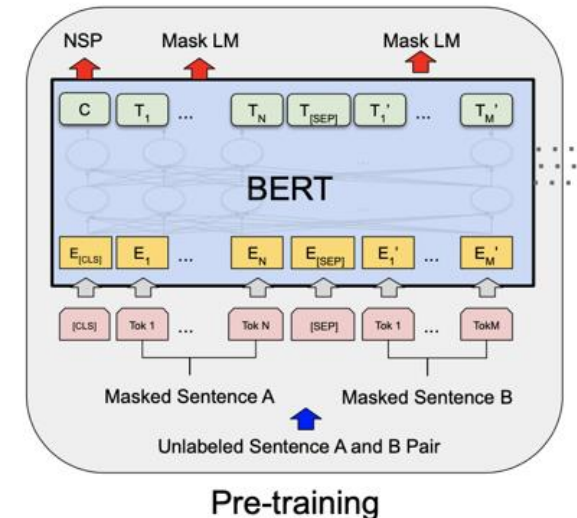 NSP Mask LM Mask LM
C T1 ... TN T[SEP] T1' ... TM'
BERT
E[CLS] E1 ... EN E[SEP] E1' ... EM'
[CLS] Tok 1 ... Tok N [SEP] Tok 1 ... TokM
Masked Sentence A Masked Sentence B
Unlabeled Sentence A and B Pair
Pre-training